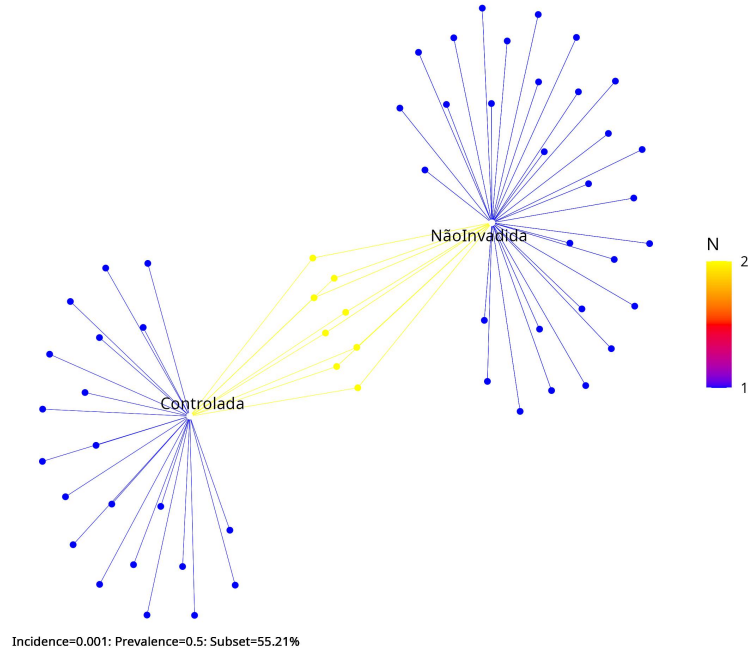 NãoInvadida
N
2
Controlada
1
Incidence=0.001: Prevalence=0.5: Subset=55.21%